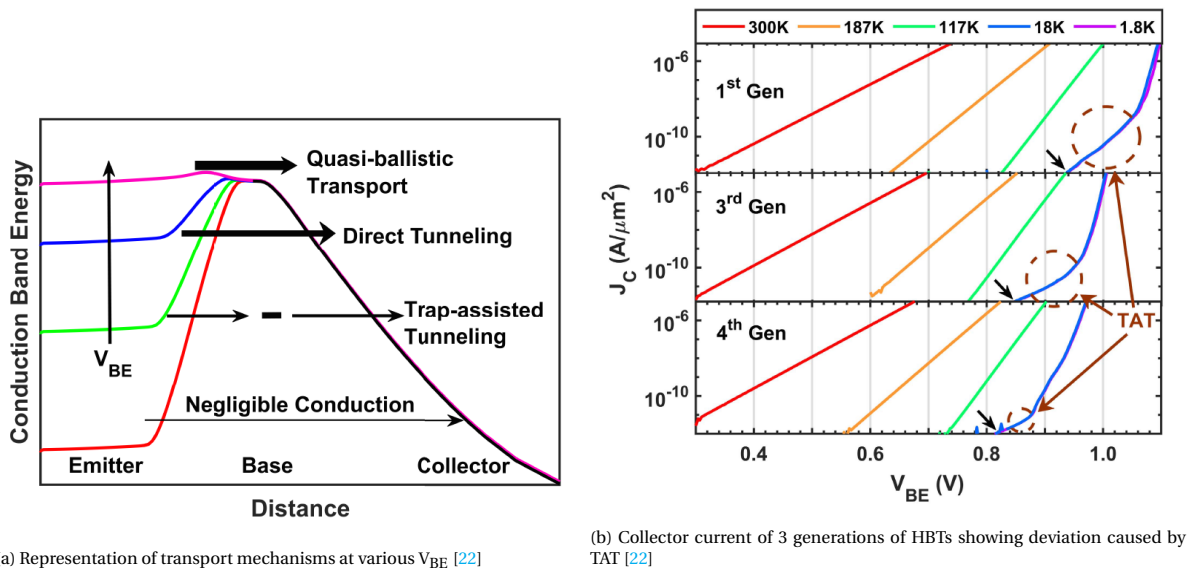 Conduction Band Energy
Quasi-ballistic
Transport
Direct Tunneling
Trap-assisted
Tunneling
V_BE
Negligible Conduction
Emitter
Base
Collector
Distance
(a) Representation of transport mechanisms at various V_BE [22]
300K 187K 117K 18K 1.8K
J_C (A/μm²)
10⁻⁶
1ˢᵗ Gen
10⁻¹⁰
10⁻⁶
3ʳᵈ Gen
10⁻¹⁰
10⁻⁶
4ᵗʰ Gen
TAT
10⁻¹⁰
0.4 0.6 0.8 1.0
V_BE (V)
(b) Collector current of 3 generations of HBTs showing deviation caused by
TAT [22]